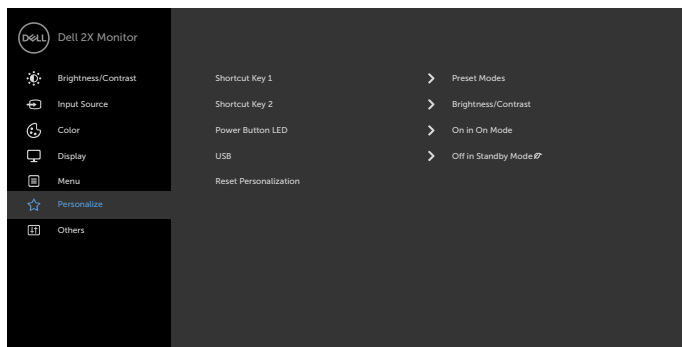 DELL Dell 2X Monitor
Brightness/Contrast Shortcut Key 1 Preset Modes
Input Source Shortcut Key 2 Brightness/Contrast
Color Power Button LED On in On Mode
Display USB Off in Standby Mode
Menu Reset Personalization
Personalize
Others